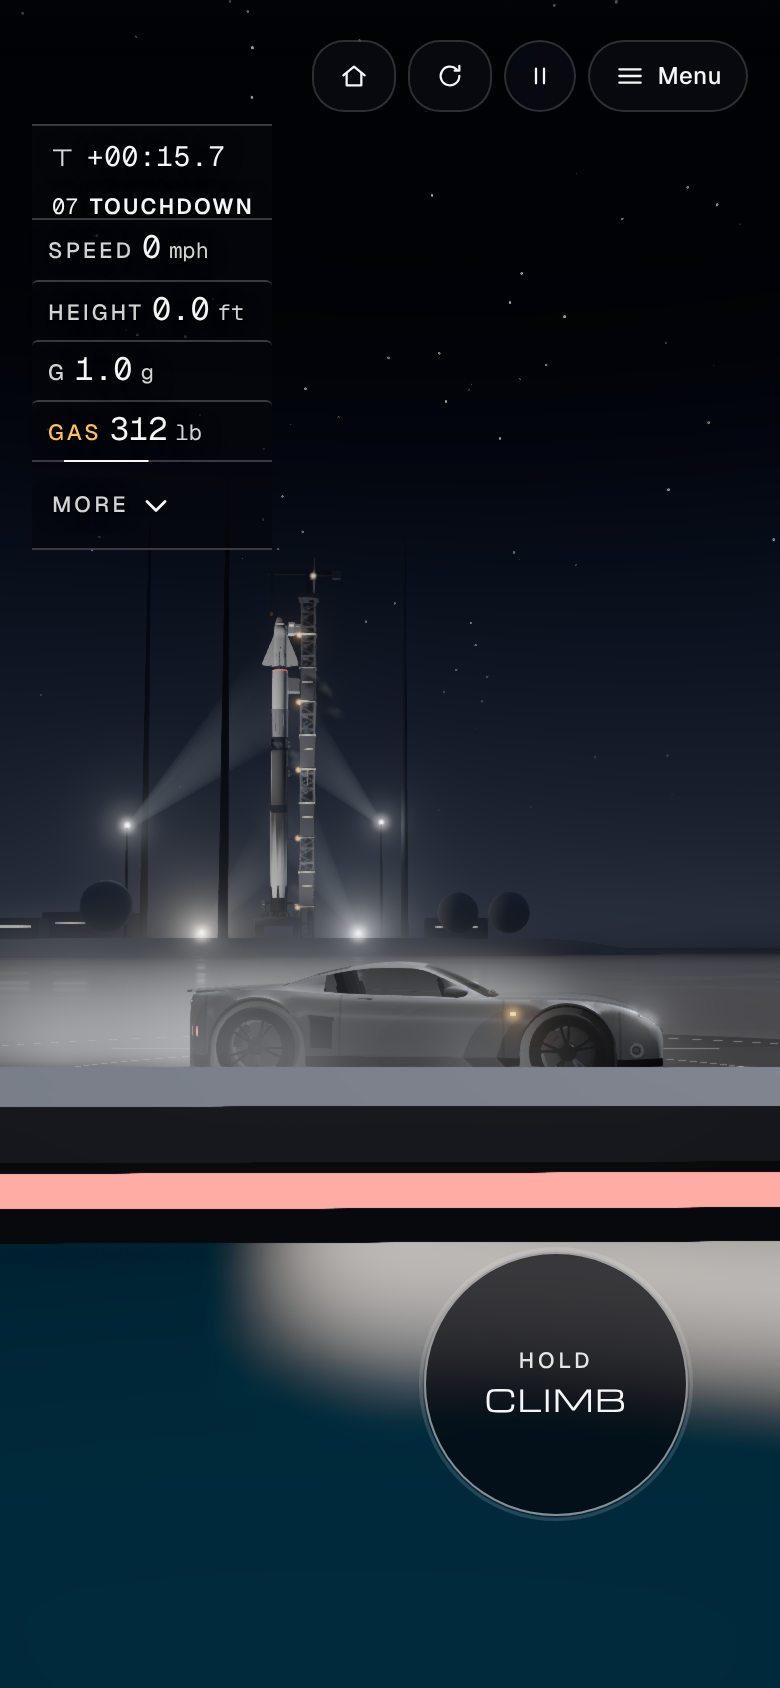 Menu
T +00:15.7
07 TOUCHDOWN
SPEED 0 mph
HEIGHT 0.0 ft
G 1.0 g
GAS 312 lb
MORE
HOLD
CLIMB